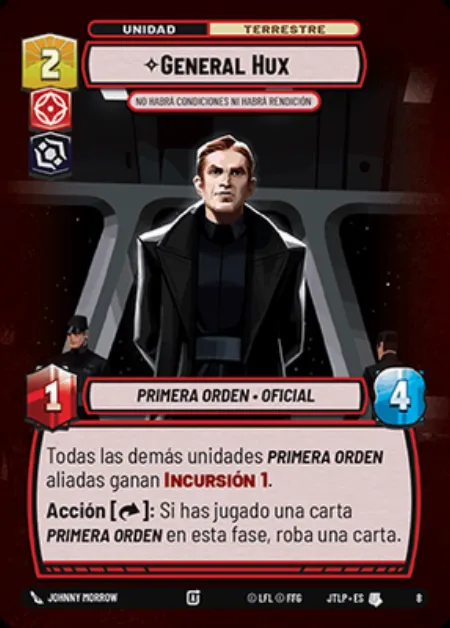 UNIDAD TERRESTRE
2
✧GENERAL HUX
NO HABRÁ CONDICIONES NI HABRÁ RENDICIÓN
1
PRIMERA ORDEN • OFICIAL
4
Todas las demás unidades PRIMERA ORDEN
aliadas ganan INCURSIÓN 1.
Acción [↷]: Si has jugado una carta
PRIMERA ORDEN en esta fase, roba una carta.
JOHNNY MORROW © LFL © FFG JTLP • ES 8